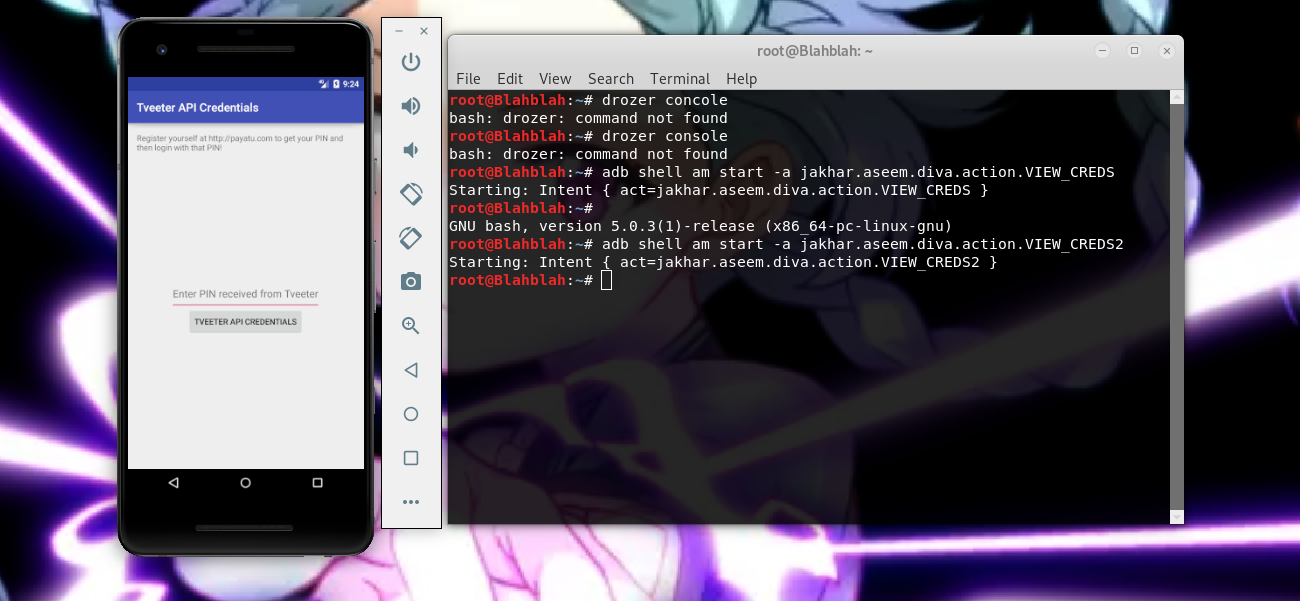 9:24
Tveeter API Credentials
Register yourself at http://payatu.com to get your PIN and
then login with that PIN!
Enter PIN received from Tveeter
TVEETER API CREDENTIALS
root@Blahblah: ~
File Edit View Search Terminal Help
root@Blahblah:~# drozer concole
bash: drozer: command not found
root@Blahblah:~# drozer console
bash: drozer: command not found
root@Blahblah:~# adb shell am start -a jakhar.aseem.diva.action.VIEW_CREDS
Starting: Intent { act=jakhar.aseem.diva.action.VIEW_CREDS }
root@Blahblah:~#
GNU bash, version 5.0.3(1)-release (x86_64-pc-linux-gnu)
root@Blahblah:~# adb shell am start -a jakhar.aseem.diva.action.VIEW_CREDS2
Starting: Intent { act=jakhar.aseem.diva.action.VIEW_CREDS2 }
root@Blahblah:~#